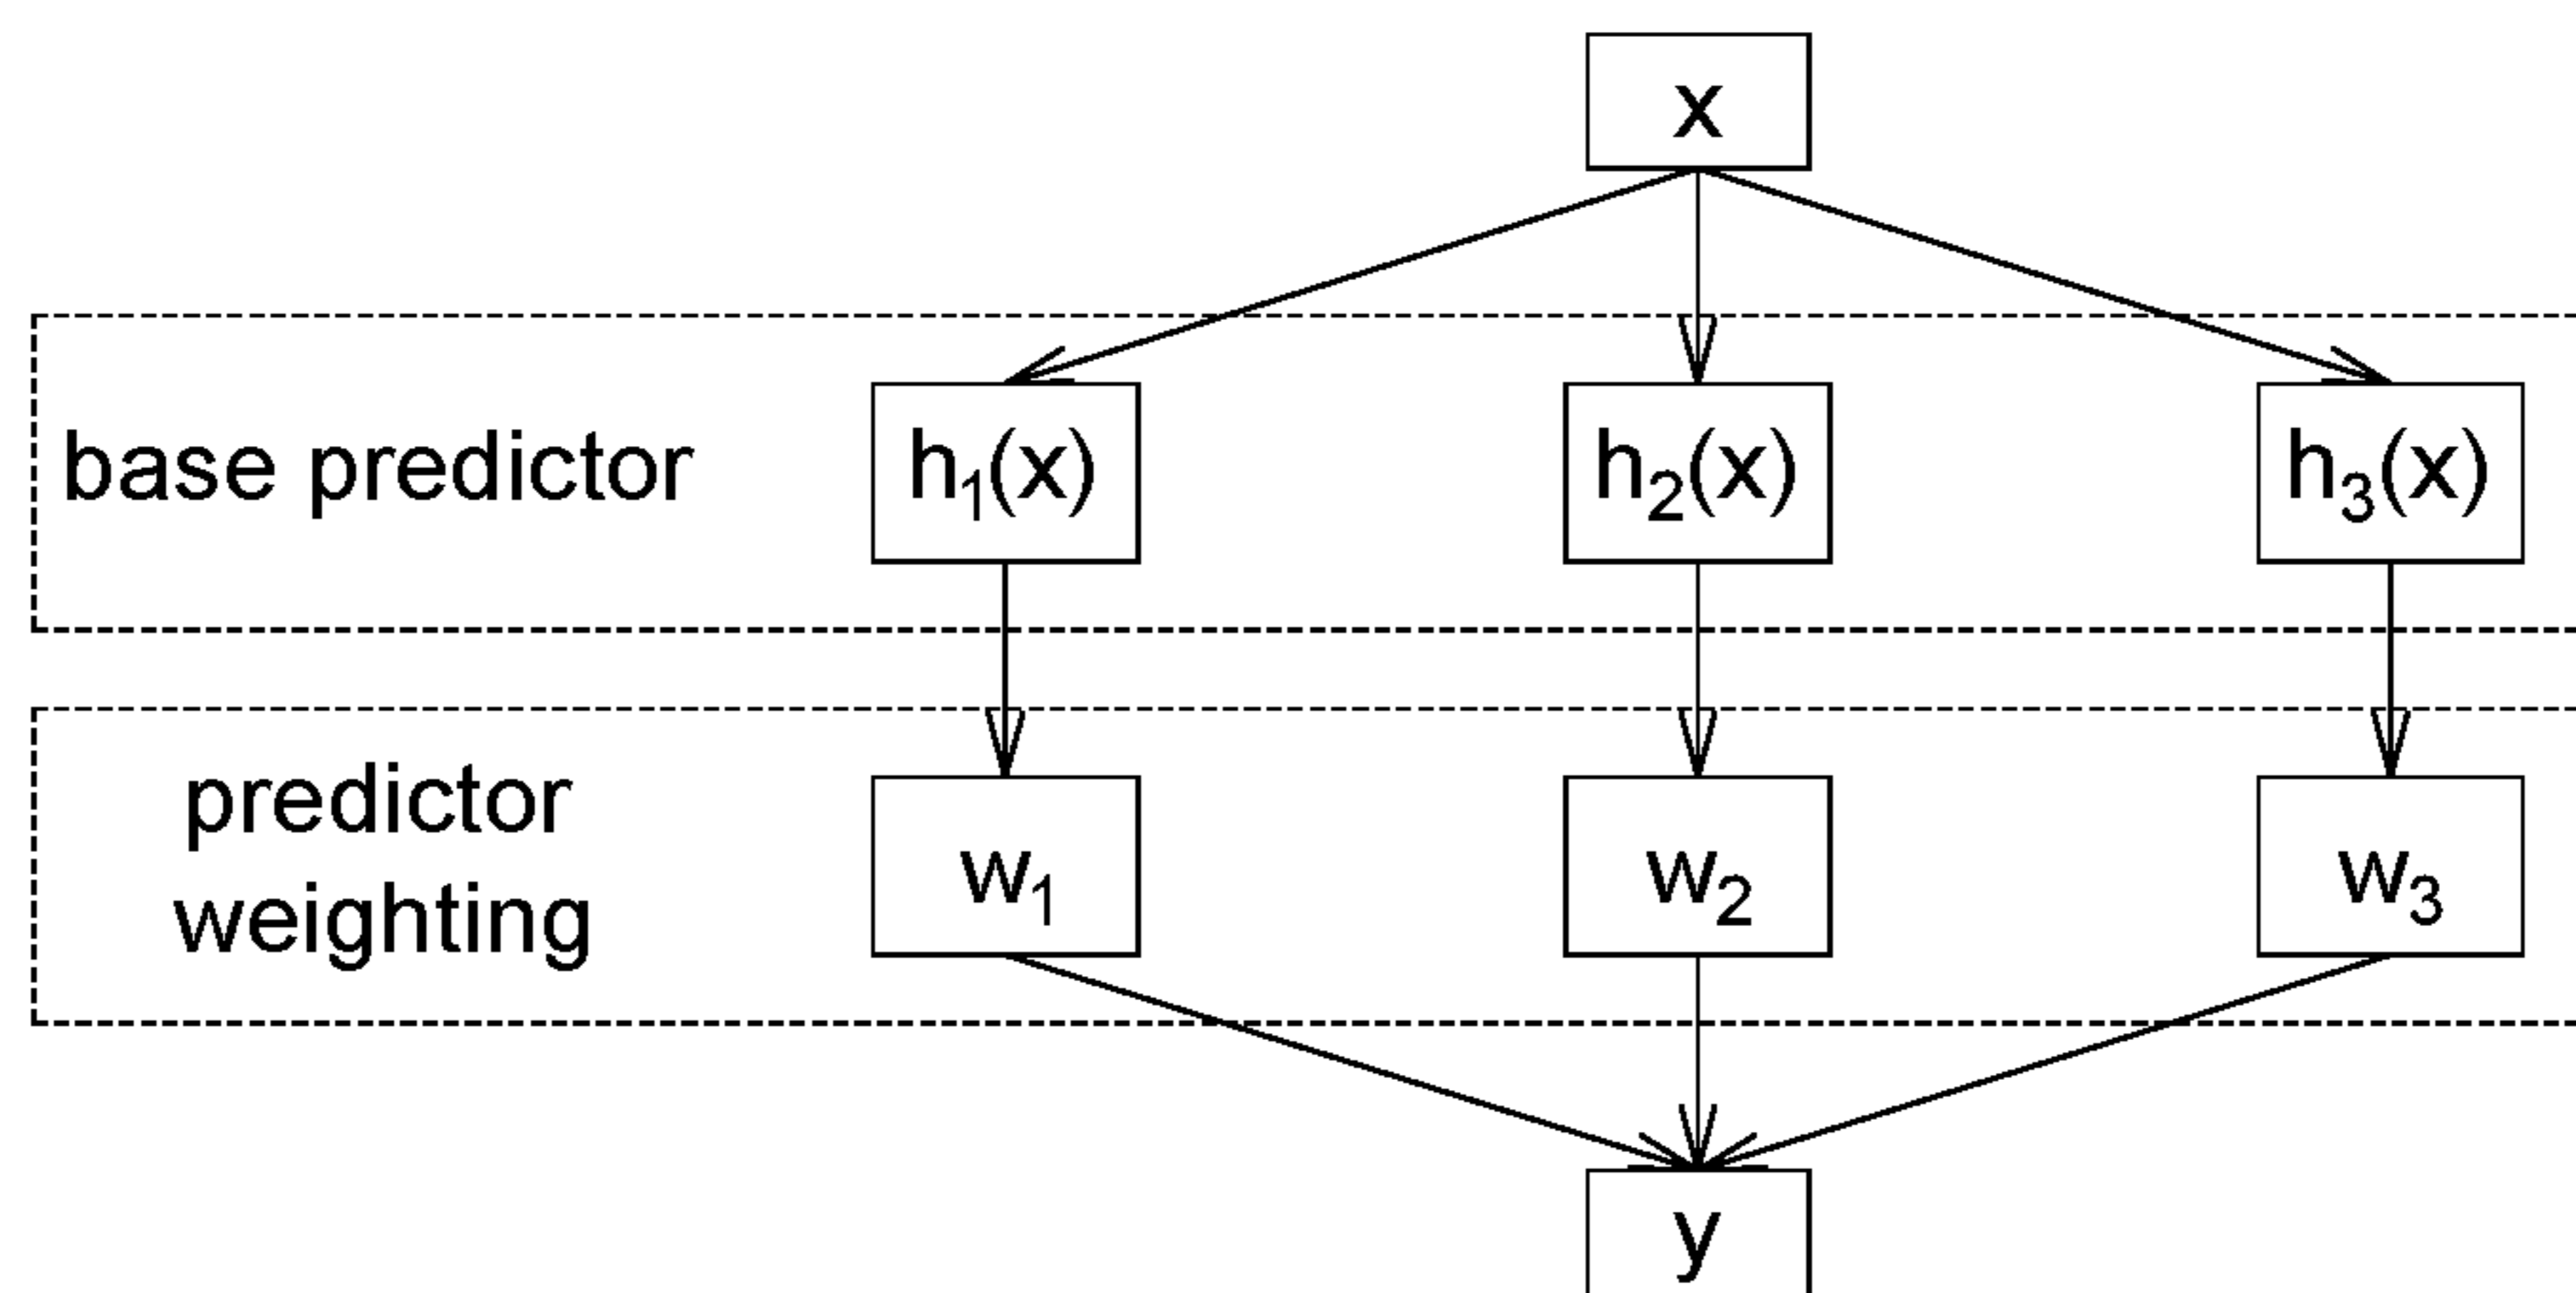 x
base predictor
h₁(x)
h₂(x)
h₃(x)
predictor
weighting
w₁
w₂
w₃
y